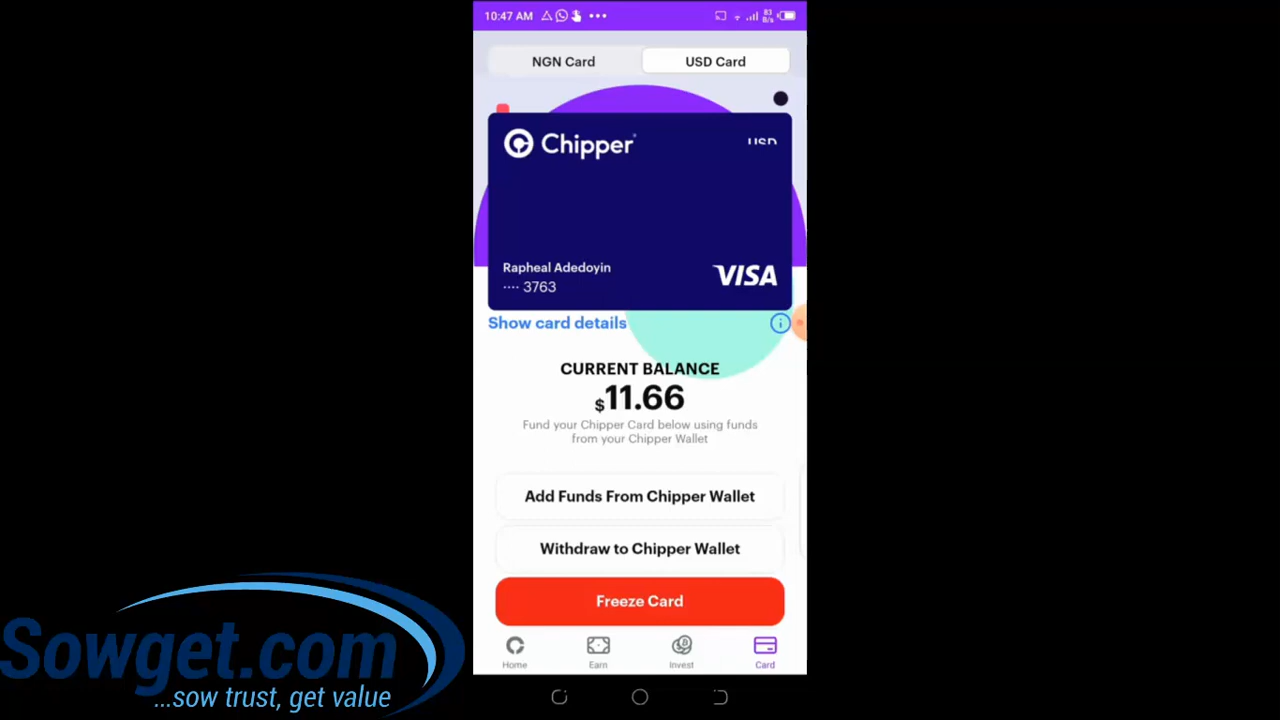 10:47 AM
83
B/s
NGN Card
USD Card
Chipper
USD
Rapheal Adedoyin
.... 3763
VISA
Show card details
CURRENT BALANCE
$11.66
Fund your Chipper Card below using funds
from your Chipper Wallet
Add Funds From Chipper Wallet
Withdraw to Chipper Wallet
Freeze Card
Home
Earn
Invest
Card
Sowget.com
...sow trust, get value